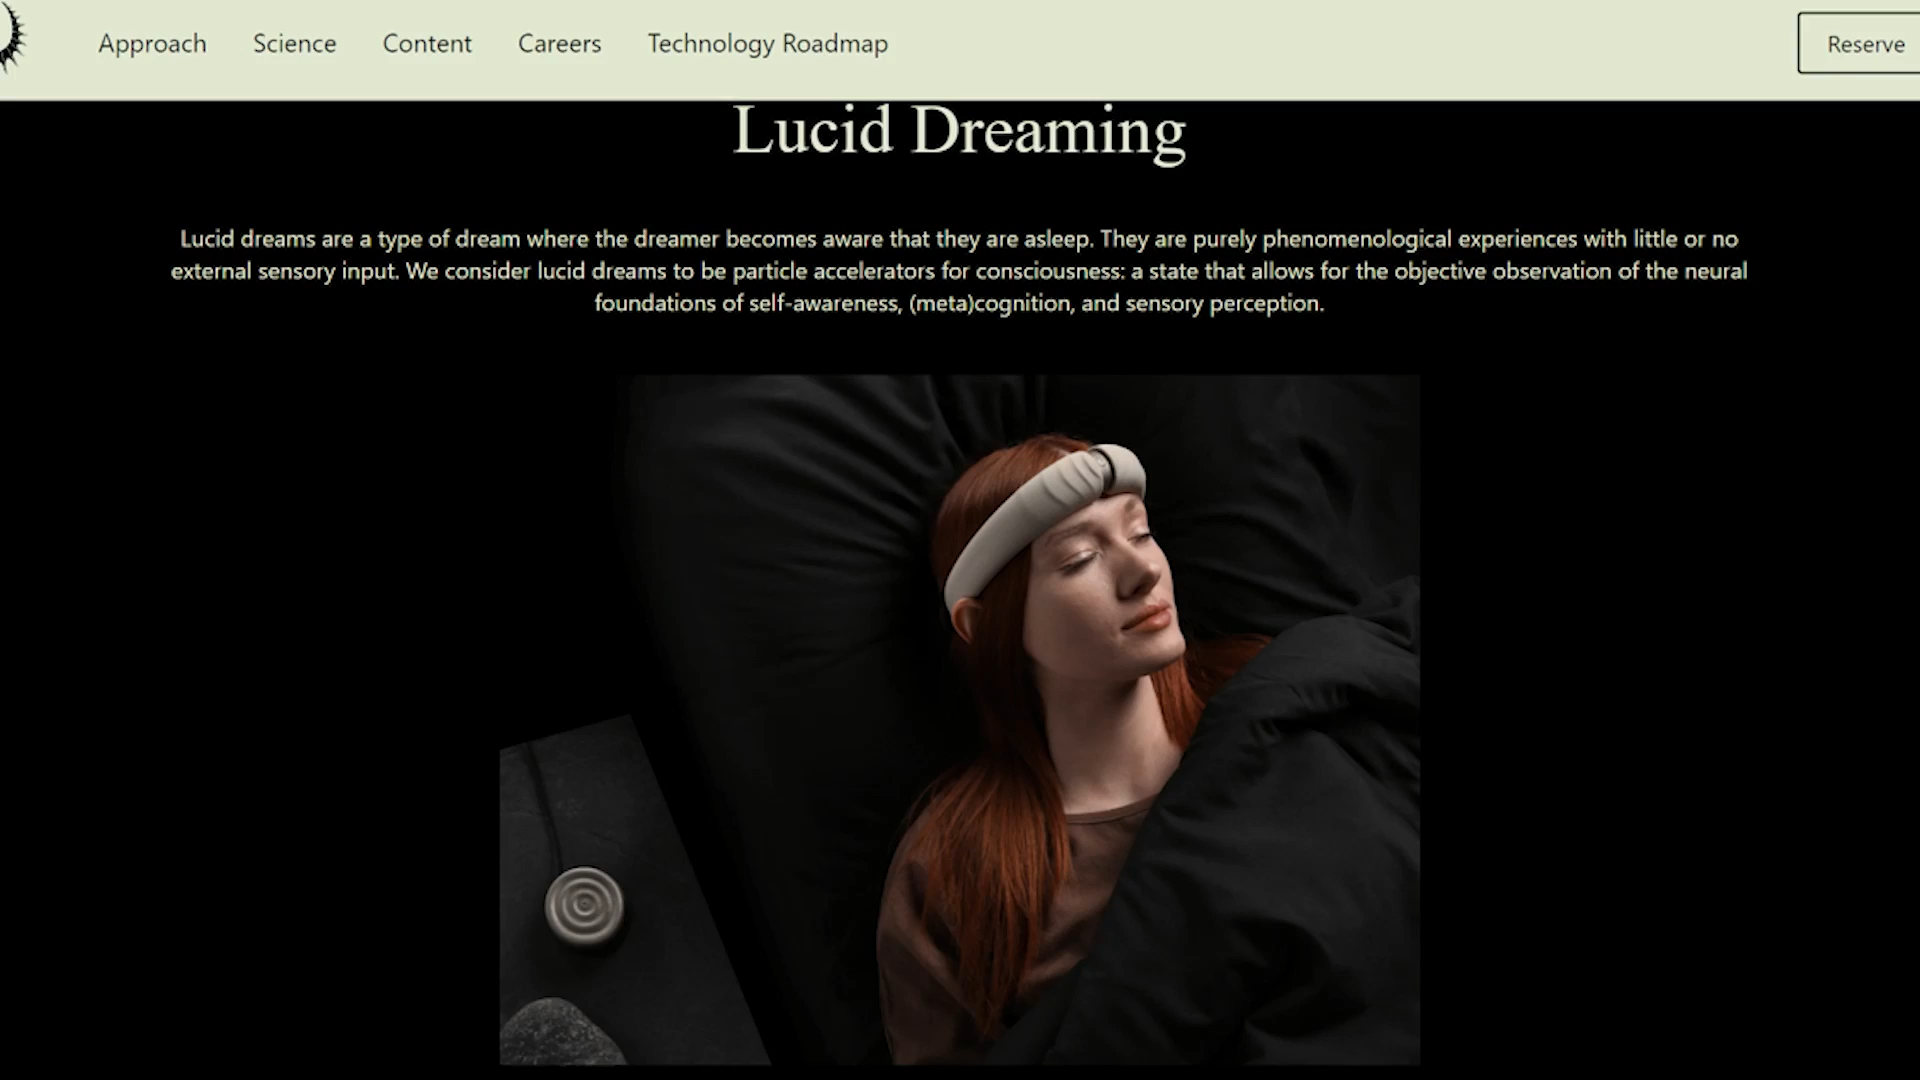 Approach Science Content Careers Technology Roadmap Reserve
Lucid Dreaming
Lucid dreams are a type of dream where the dreamer becomes aware that they are asleep. They are purely phenomenological experiences with little or no
external sensory input. We consider lucid dreams to be particle accelerators for consciousness: a state that allows for the objective observation of the neural
foundations of self-awareness, (meta)cognition, and sensory perception.